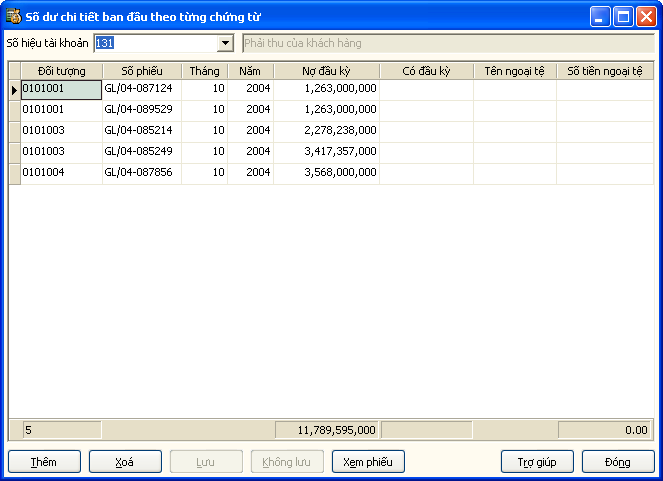 Số dư chi tiết ban đầu theo từng chứng từ
Số hiệu tài khoản 131 Phải thu của khách hàng
Đối tượng Số phiếu Tháng Năm Nợ đầu kỳ Có đầu kỳ Tên ngoại tệ Số tiền ngoại tệ
0101001 GL/04-087124 10 2004 1,263,000,000
0101001 GL/04-089529 10 2004 1,263,000,000
0101003 GL/04-085214 10 2004 2,278,238,000
0101003 GL/04-085249 10 2004 3,417,357,000
0101004 GL/04-087856 10 2004 3,568,000,000
5 11,789,595,000 0.00
Thêm Xoá Lưu Không lưu Xem phiếu Trợ giúp Đóng